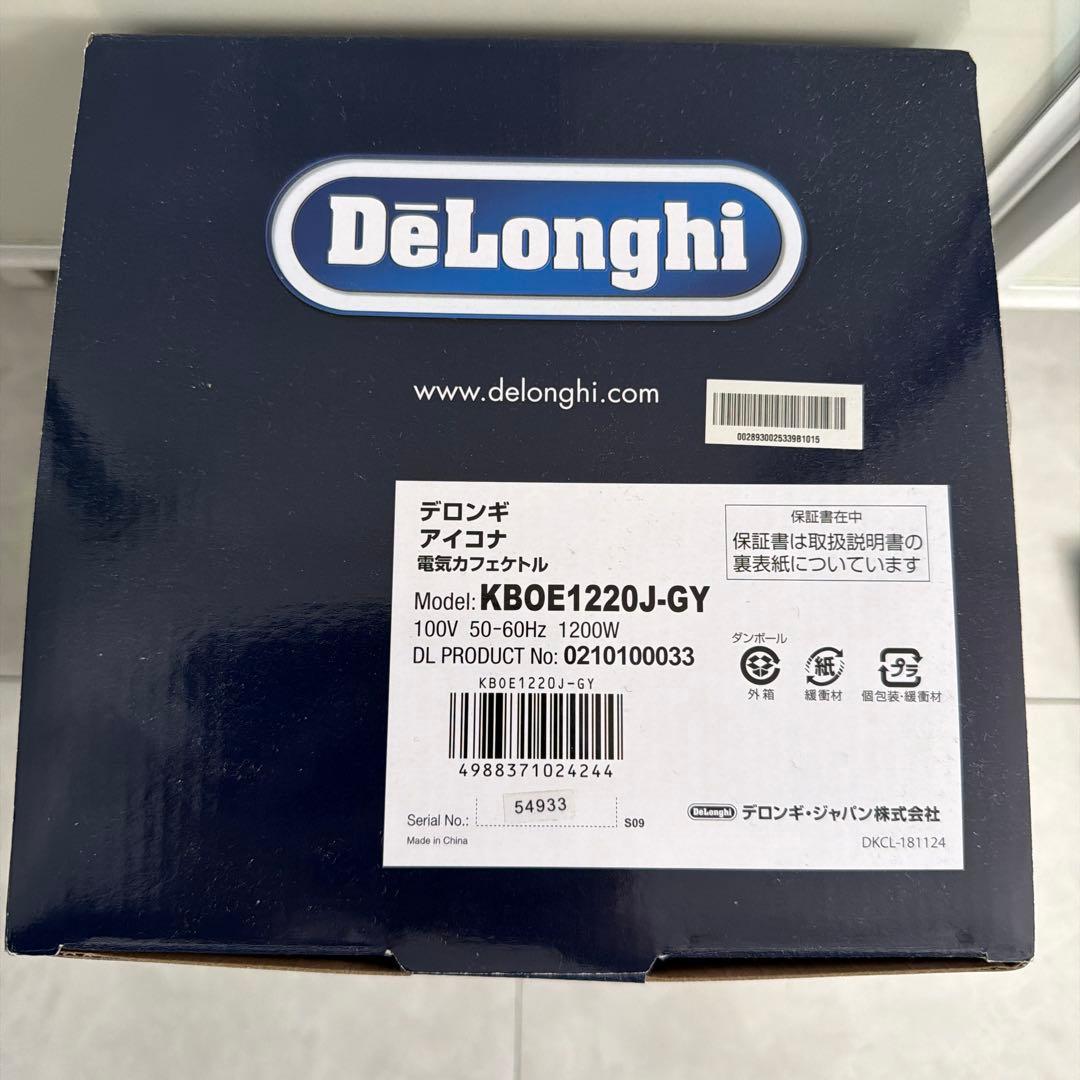 DēLonghi
www.delonghi.com
00289300253398​1015
デロンギ
アイコナ
電気カフェケトル
Model: KBOE1220J-GY
100V 50-60Hz 1200W
DL PRODUCT No: 0210100033
KBOE1220J-GY
4988371024244
Serial No.: 54933 S09
Made in China
保証書在中
保証書は取扱説明書の
裏表紙についています
ダンボール
外箱
紙
緩衝材
プラ
個包装・緩衝材
DeLonghi デロンギ・ジャパン株式会社
DKCL-181124